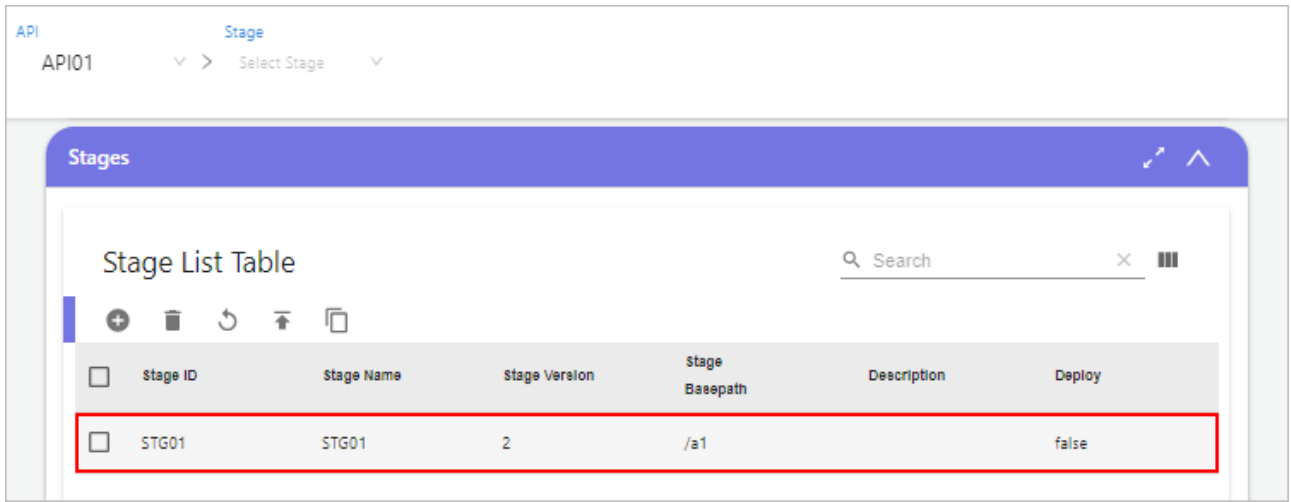 API Stage
API01 Select Stage
Stages
Stage List Table Search
Stage ID Stage Name Stage Version Stage Basepath Description Deploy
STG01 STG01 2 /a1 false